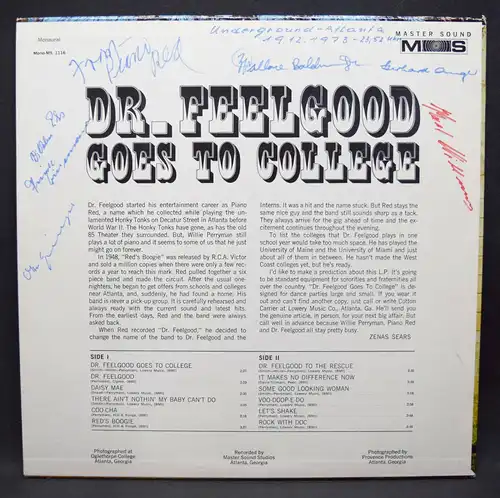 Monaural
Mono MS. 1116
MASTER SOUND
MS
Underground - Atlanta
From
Piano
Red
DR. FEELGOOD
GOES TO COLLEGE
Dr. Feelgood started his entertainment career as Piano
Red, a name which he collected while playing the un-
laundered Honky Tonks on Decatur Street in Atlanta before
World War II. The Honky Tonks have gone, as has the old
85 Theater they surrounded. But, Willie Perryman still
plays a lot of piano and it seems to some of us that he just
might go on forever.
In 1948, "Red's Boogie" was released by R.C.A. Victor
and sold a million copies when there were only a few rec-
ords a year to reach this mark. Red pulled together a six
piece band and made the circuit. After the usual one-
nighters, he began to get offers from schools and colleges
near Atlanta, and, suddenly, he had found a home. His
band is never a pick-up group. It is carefully rehearsed and
always ready with the current sound and latest hits.
From the earliest days, Red and the band were always
asked back.
When Red recorded "Dr. Feelgood," he decided to
change the name of the band to Dr. Feelgood and the
Interns. It was a hit and the name stuck. But Red stays the
same nice guy and the band still sounds sharp as a tack.
They always arrive for the gig ahead of time and the ex-
citement continues throughout the evening.
To list the colleges that Dr. Feelgood plays in one
school year would take too much space. He has played the
University of Maine and the University of Miami and just
about all of them in between. He hasn't made the West
Coast colleges yet, but he's ready.
I'd like to make a production about this L.P. It's going
to be standard equipment for sororities and fraternities all
over the country. "Dr. Feelgood Goes To College" is de-
signed for dance parties large and small. If you wear it
out and can't find another copy, just call or write Cotton
Carrier at Lowery Music Co., Atlanta, Ga. He'll send you
the genuine article, in person, for your next big affair. But
call well in advance because Willie Perryman, Piano Red
and Dr. Feelgood all stay pretty busy.
ZENAS SEARS
SIDE I
DR. FEELGOOD GOES TO COLLEGE
DR. FEELGOOD
DAISY MAE
THERE AIN'T NOTHIN' MY BABY CAN'T DO
COO CHA
RED'S BOOGIE
SIDE II
DR. FEELGOOD TO THE RESCUE
IT MAKES NO DIFFERENCE NOW
SOME GOOD LOOKING WOMAN
VOO-DOOP-E DO
LET'S SHAKE
ROCK WITH DOC
Photographed at
Oglethorpe College
Atlanta, Georgia
Recorded at
Master Sound Studios
Atlanta, Georgia
Photographed by
Provence Productions
Atlanta, Georgia